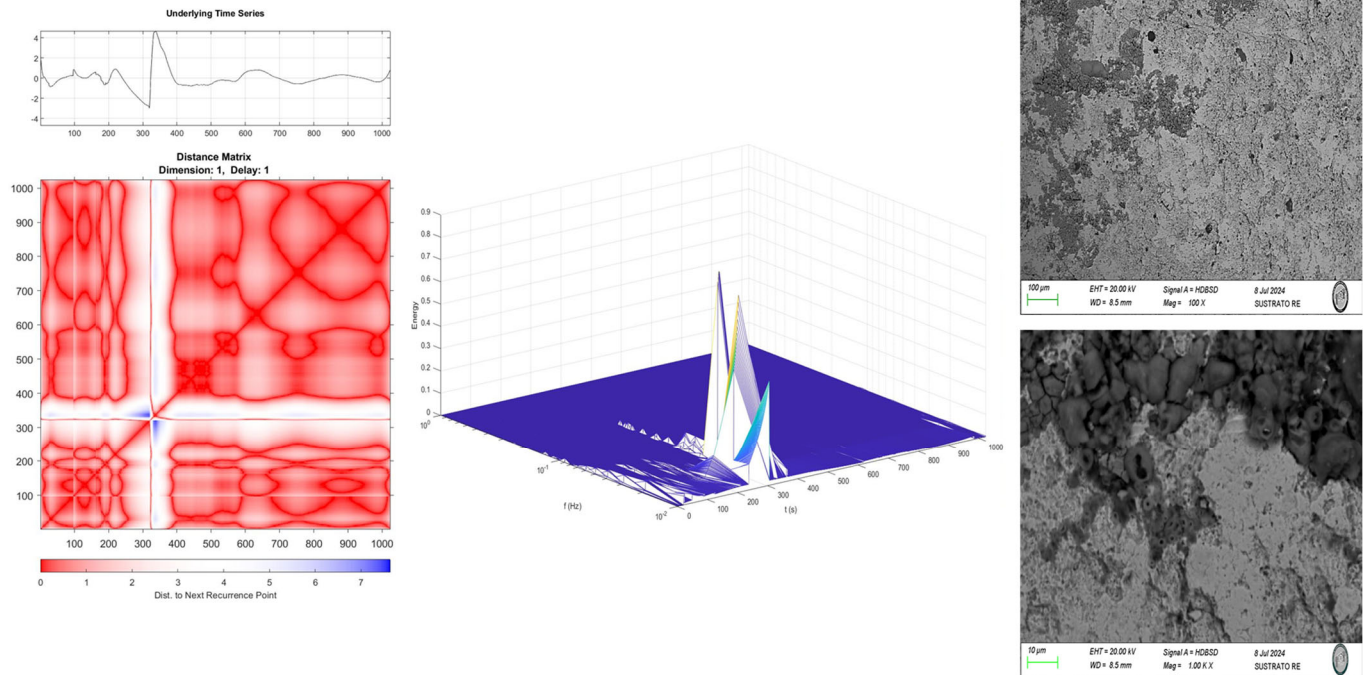 Underlying Time Series
4
2
0
-2
-4
100 200 300 400 500 600 700 800 900 1000
Distance Matrix
Dimension: 1, Delay: 1
1000
900
800
700
600
500
400
300
200
100
100 200 300 400 500 600 700 800 900 1000
0 1 2 3 4 5 6 7
Dist. to Next Recurrence Point
Energy
0.9
0.8
0.7
0.6
0.5
0.4
0.3
0.2
0.1
0
10⁰
10⁻¹
10⁻²
f (Hz)
0 100 200 300 400 500 600 700 800 900 1000
t (s)
100 µm EHT = 20.00 kV Signal A = HDBSD 8 Jul 2024
WD = 8.5 mm Mag = 100 X SUSTRATO RE
10 µm EHT = 20.00 kV Signal A = HDBSD 8 Jul 2024
WD = 8.5 mm Mag = 1.00 K X SUSTRATO RE